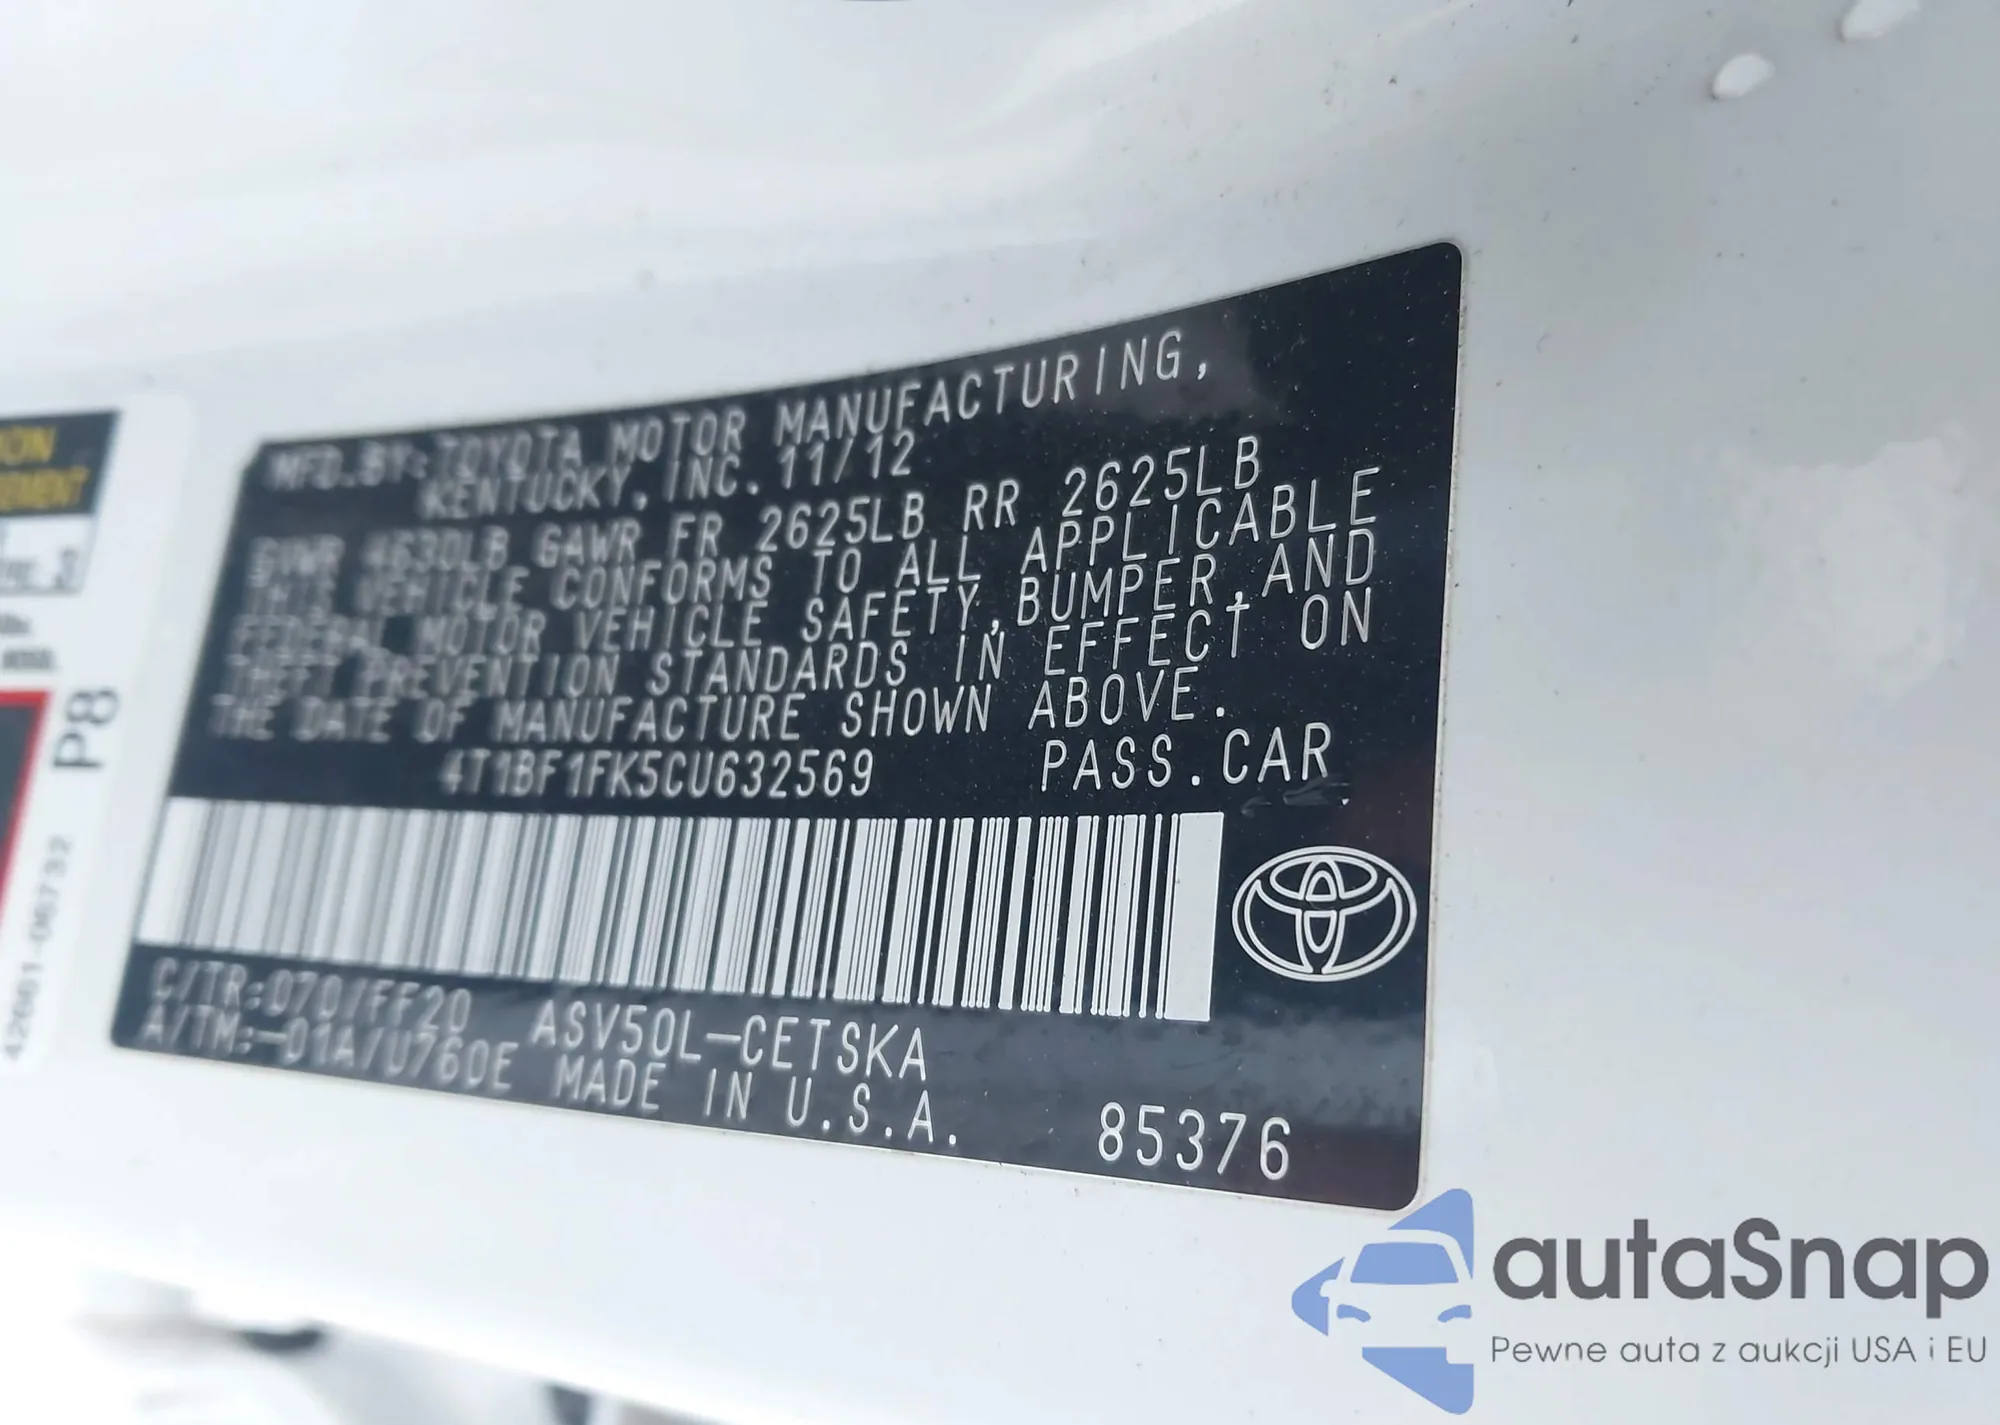 MFD.BY:TOYOTA MOTOR MANUFACTURING,
KENTUCKY, INC. 11/12
GVWR 4630LB GAWR FR 2625LB RR 2625LB
THIS VEHICLE CONFORMS TO ALL APPLICABLE
FEDERAL MOTOR VEHICLE SAFETY,BUMPER,AND
THEFT PREVENTION STANDARDS IN EFFECT ON
THE DATE OF MANUFACTURE SHOWN ABOVE.
4T1BF1FK5CU632569 PASS.CAR
C/TR:070/FF20 ASV50L-CETSKA
A/TM:-01A/U760E MADE IN U.S.A.
85376
P8
42661-06732
autaSnap
Pewne auta z aukcji USA i EU